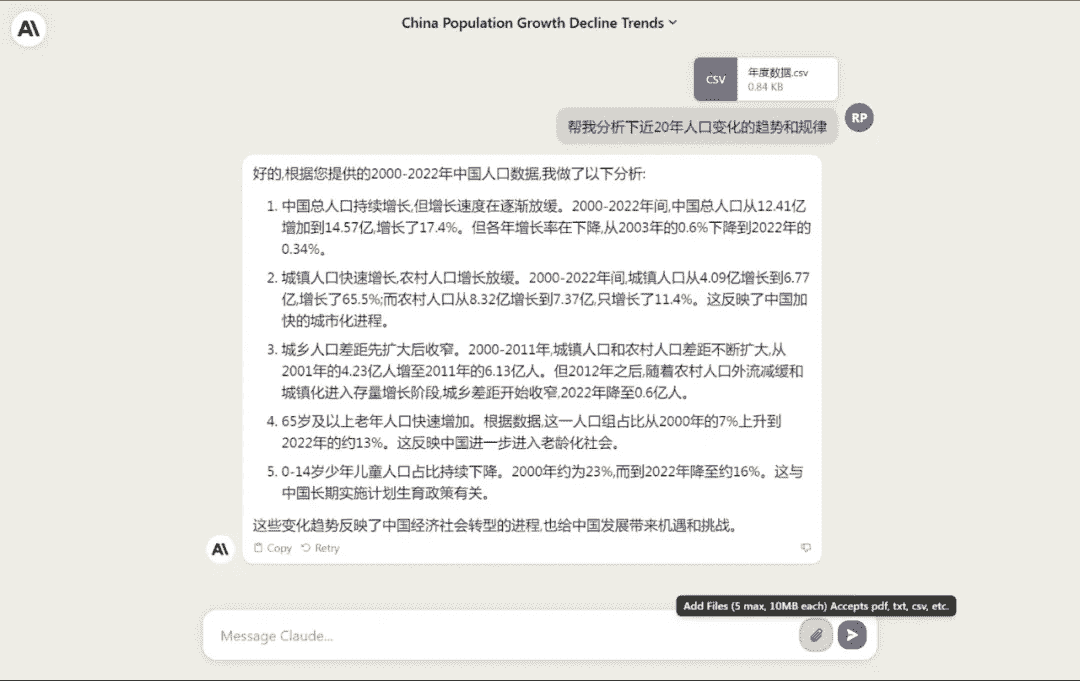 China Population Growth Decline Trends
CSV
年度数据.csv
0.84 KB
帮我分析下近20年人口变化的趋势和规律
RP
好的,根据您提供的2000-2022年中国人口数据,我做了以下分析:
1. 中国总人口持续增长,但增长速度在逐渐放缓。2000-2022年间,中国总人口从12.41亿
增加到14.57亿,增长了17.4%。但各年增长率在下降,从2003年的0.6%下降到2022年的
0.34%。
2. 城镇人口快速增长,农村人口增长放缓。2000-2022年间,城镇人口从4.09亿增长到6.77
亿,增长了65.5%;而农村人口从8.32亿增长到7.37亿,只增长了11.4%。这反映了中国加
快的城市化进程。
3. 城乡人口差距先扩大后收窄。2000-2011年,城镇人口和农村人口差距不断扩大,从
2001年的4.23亿人增至2011年的6.13亿人。但2012年之后,随着农村人口外流减缓和
城镇化进入存量增长阶段,城乡差距开始收窄,2022年降至0.6亿人。
4. 65岁及以上老年人口快速增加。根据数据,这一人口组占比从2000年的7%上升到
2022年的约13%。这反映中国进一步进入老龄化社会。
5. 0-14岁少年儿童人口占比持续下降。2000年约为23%,而到2022年降至约16%。这与
中国长期实施计划生育政策有关。
这些变化趋势反映了中国经济社会转型的进程,也给中国发展带来机遇和挑战。
Copy Retry
Add Files (5 max, 10MB each) Accepts pdf, txt, csv, etc.
Message Claude...